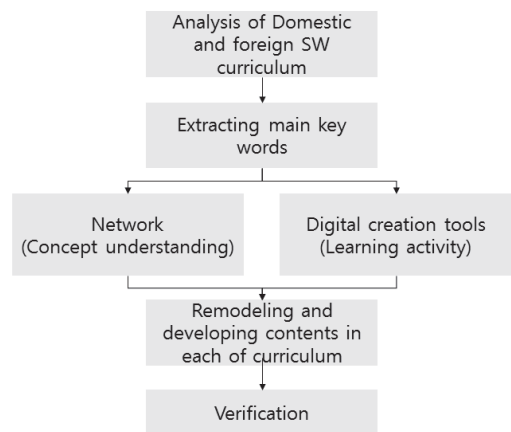 Analysis of Domestic
and foreign SW
curriculum
Extracting main key
words
Network
(Concept understanding)
Digital creation tools
(Learning activity)
Remodeling and
developing contents in
each of curriculum
Verification